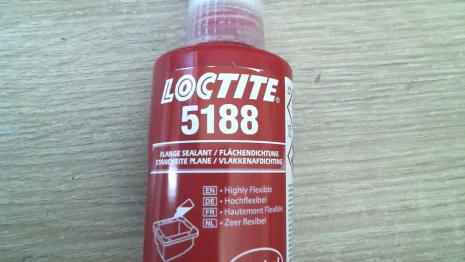 LOCTITE®
5188
FLANGE SEALANT / FLÄCHENDICHTUNG
ETANCHEITE PLANE / VLAKKENAFDICHTING
EN • Highly Flexible
DE • Hochflexibel
FR • Hautement Flexible
NL • Zeer flexibel